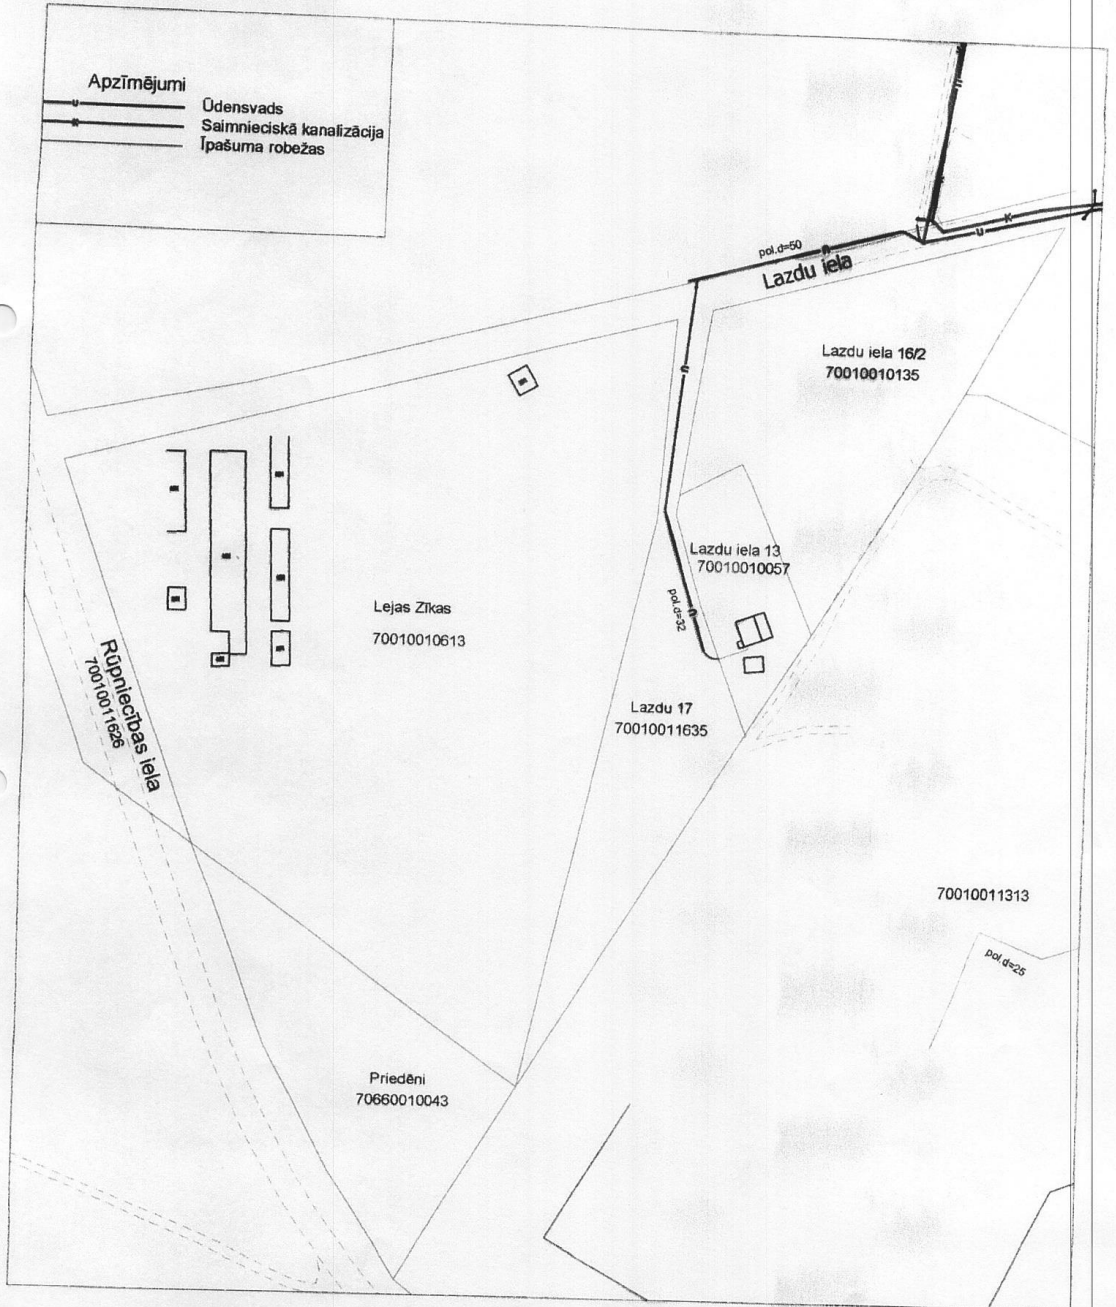 Apzīmējumi
u
Ūdensvads
K
Saimnieciskā kanalizācija
Īpašuma robežas
pol.d=50
Lazdu iela
K
u
Lazdu iela 16/2
70010010135
Lazdu iela 13
70010010057
pol.d=32
Lejas Zīkas
70010010613
Lazdu 17
70010011635
Rūpniecības iela
70010011626
70010011313
pol.d=25
Priedēni
70660010043